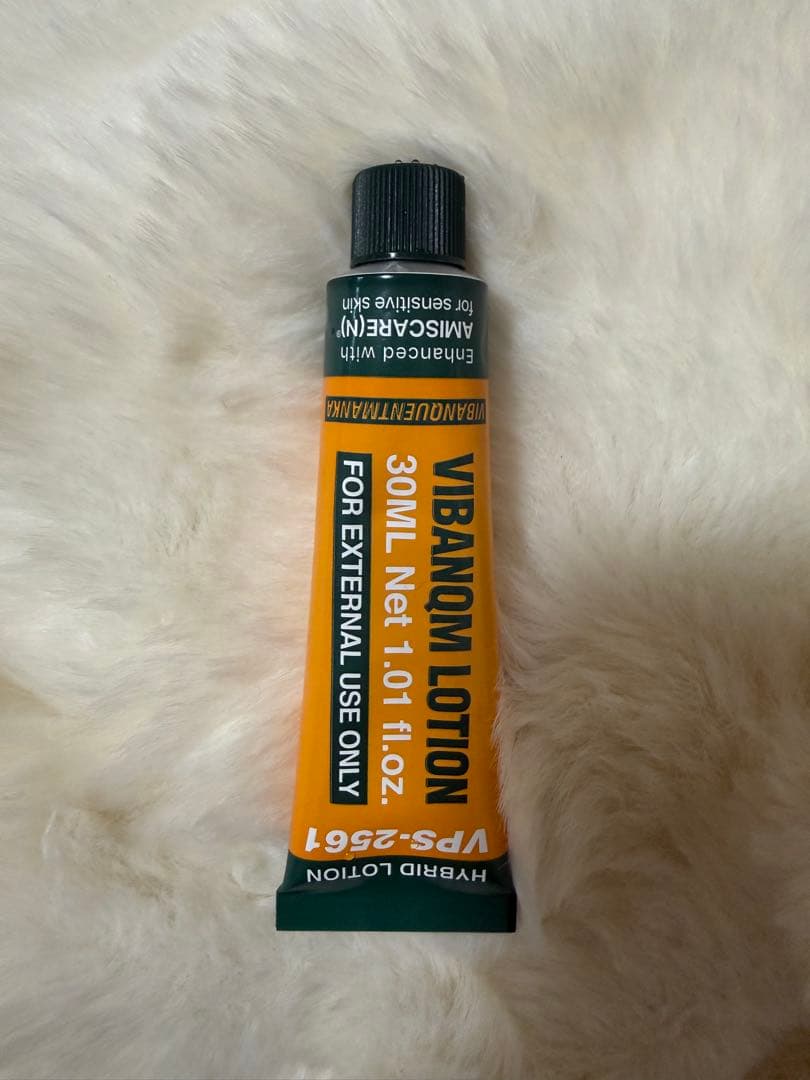 HYBRID LOTION
VPS-2561
VIBANQM LOTION
30ML Net 1.01 fl.oz.
FOR EXTERNAL USE ONLY
VIBANQUENTMANKA
Enhanced with
AMISCARE(N)®
for sensitive skin